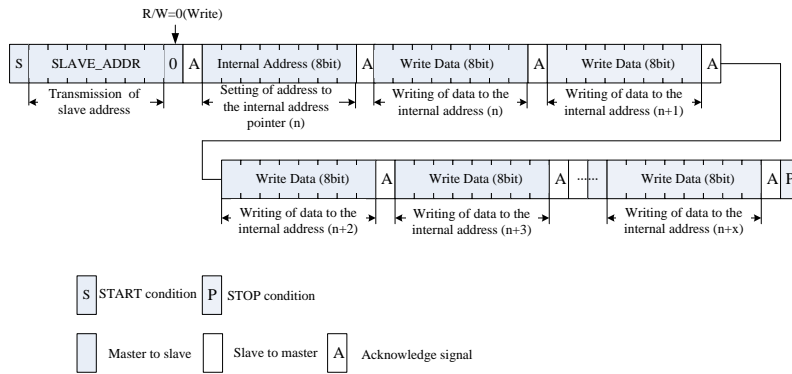 R/W=0(Write)
S SLAVE_ADDR 0 A Internal Address (8bit) A Write Data (8bit) A Write Data (8bit) A
Transmission of slave address
Setting of address to the internal address pointer (n)
Writing of data to the internal address (n)
Writing of data to the internal address (n+1)
Write Data (8bit) A Write Data (8bit) A ······ Write Data (8bit) A P
Writing of data to the internal address (n+2)
Writing of data to the internal address (n+3)
Writing of data to the internal address (n+x)
S START condition P STOP condition
Master to slave Slave to master A Acknowledge signal